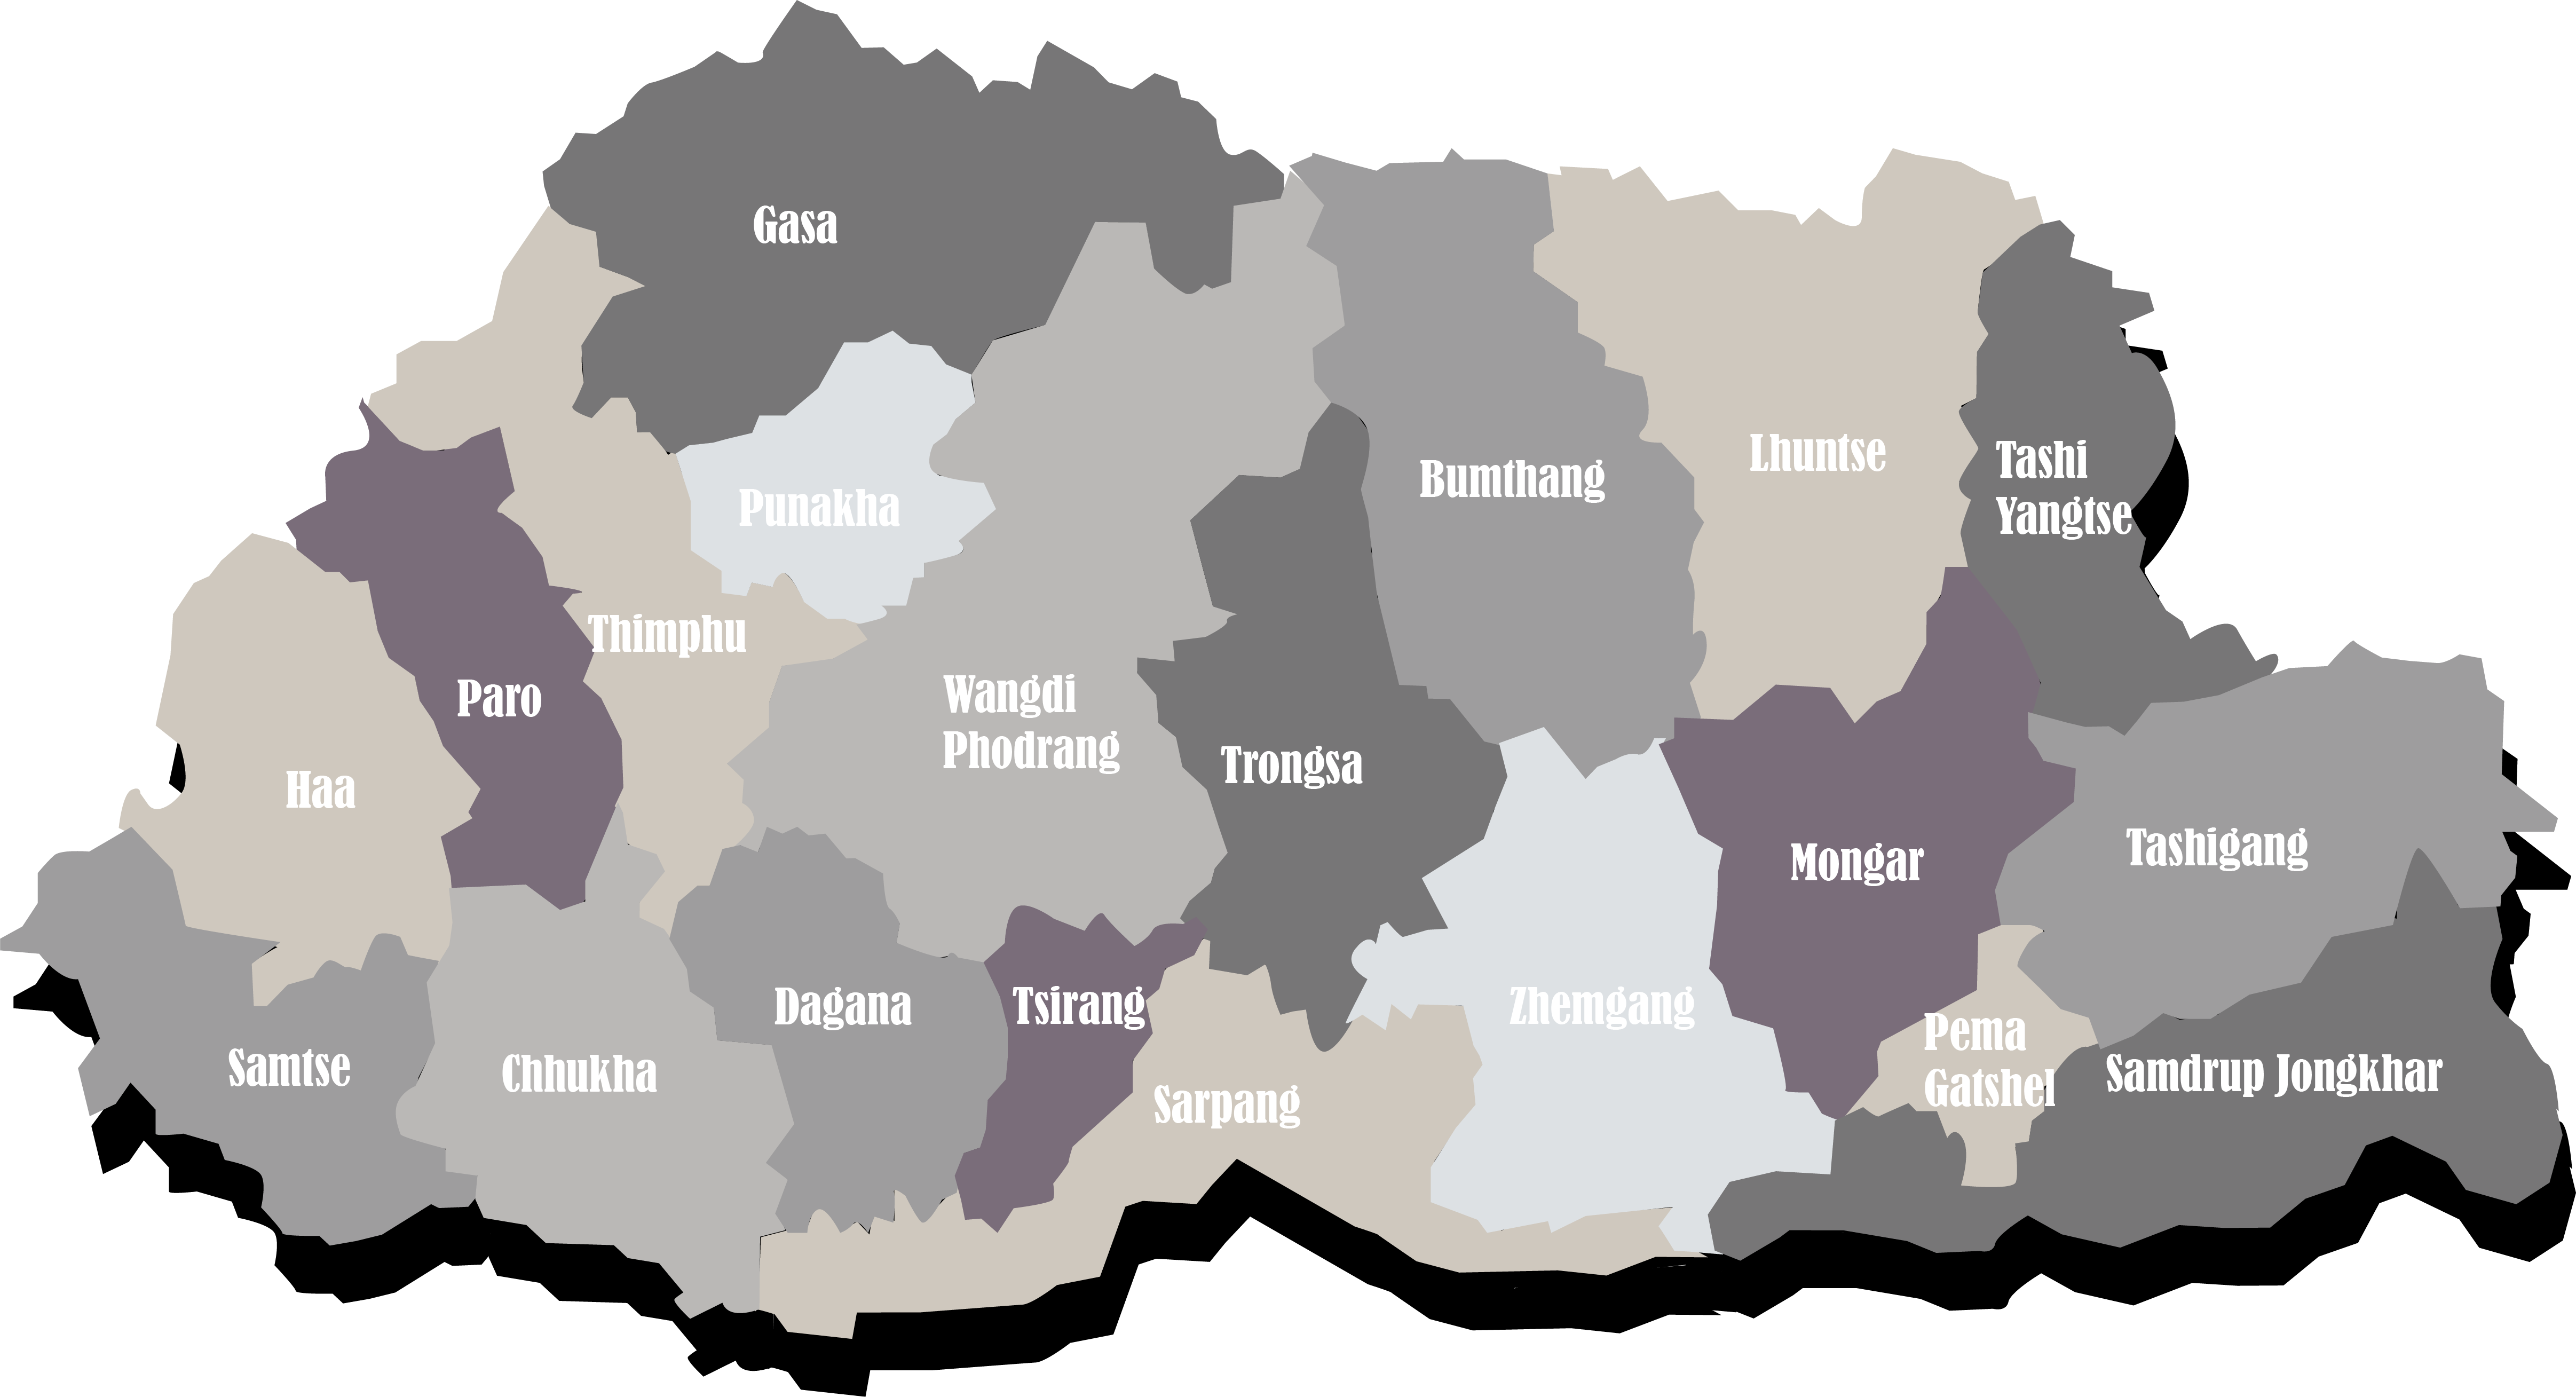 Gasa
Punakha
Bumthang
Lhuntse
Tashi
Yangtse
Thimphu
Paro
Wangdi
Phodrang
Trongsa
Haa
Mongar
Tashigang
Dagana
Tsirang
Zhemgang
Pema
Gatshel
Samtse
Chhukha
Sarpang
Samdrup Jongkhar